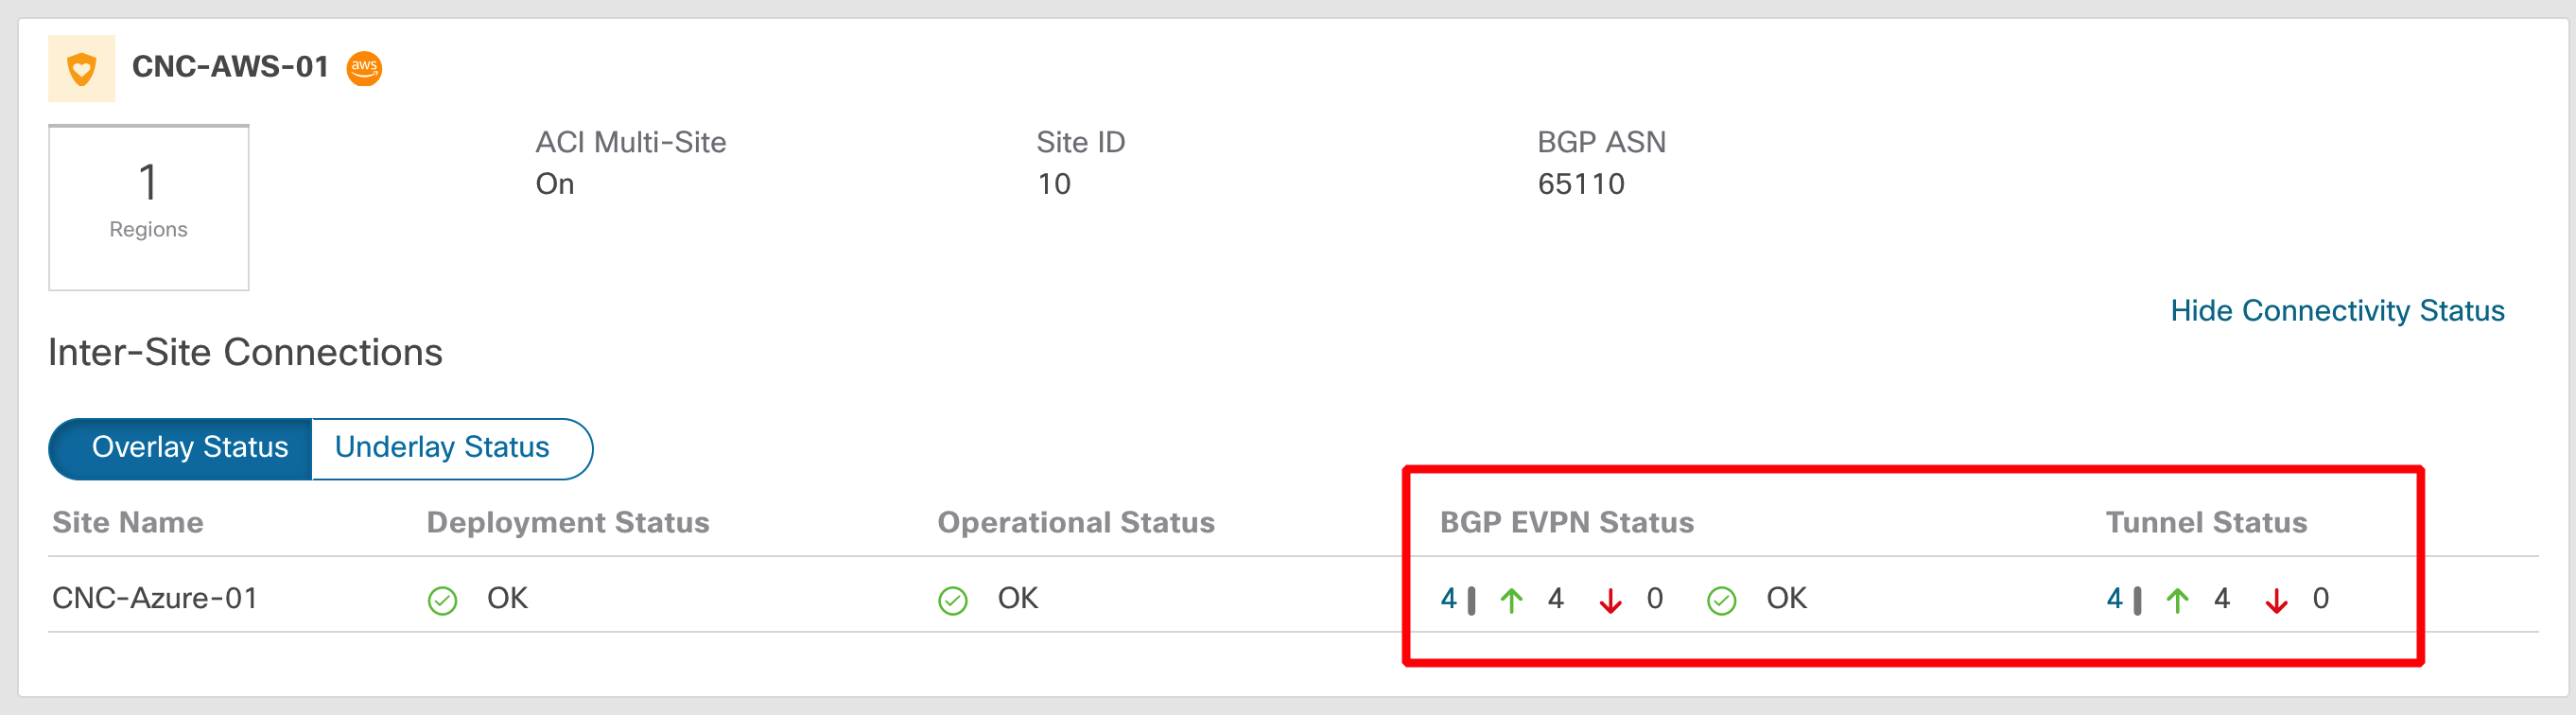 CNC-AWS-01 aws
1
Regions
ACI Multi-Site Site ID BGP ASN
On 10 65110
Hide Connectivity Status
Inter-Site Connections
Overlay Status Underlay Status
Site Name Deployment Status Operational Status BGP EVPN Status Tunnel Status
CNC-Azure-01 OK OK 4 4 0 OK 4 4 0